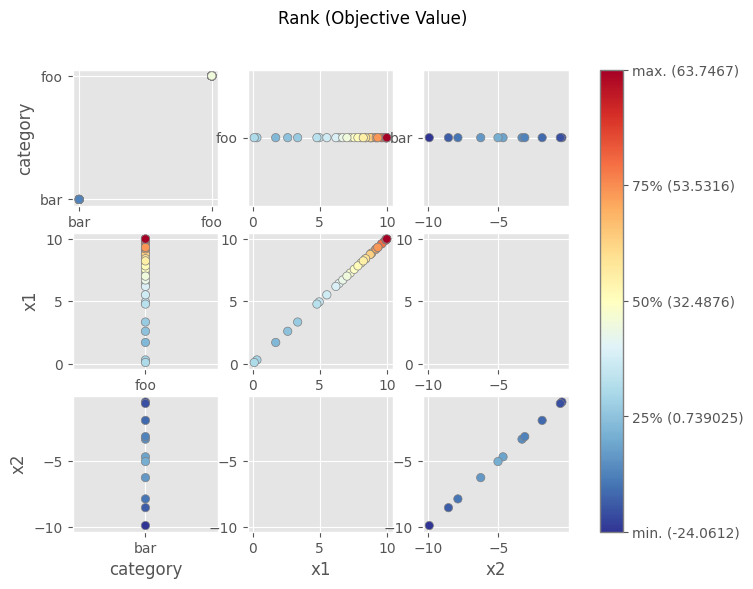 Rank (Objective Value)
category
foo
bar
bar
foo
foo
0
5
10
bar
−10
−5
x1
10
5
0
foo
10
5
0
0
5
10
−10
−5
x2
−5
−10
bar
category
−5
−10
0
5
10
x1
−5
−10
−10
−5
x2
max. (63.7467)
75% (53.5316)
50% (32.4876)
25% (0.739025)
min. (-24.0612)